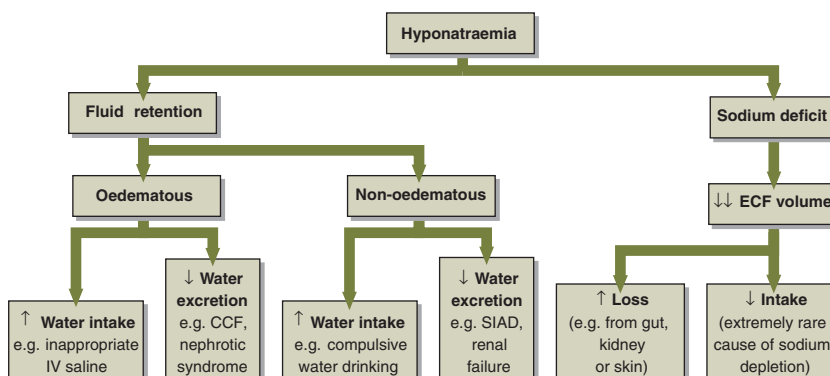 Hyponatraemia
Fluid retention
Sodium deficit
Oedematous
Non-oedematous
↓↓ ECF volume
↑ Water intake
e.g. inappropriate
IV saline
↓ Water
excretion
e.g. CCF,
nephrotic
syndrome
↑ Water intake
e.g. compulsive
water drinking
↓ Water
excretion
e.g. SIAD,
renal
failure
↑ Loss
(e.g. from gut,
kidney
or skin)
↓ Intake
(extremely rare
cause of sodium
depletion)